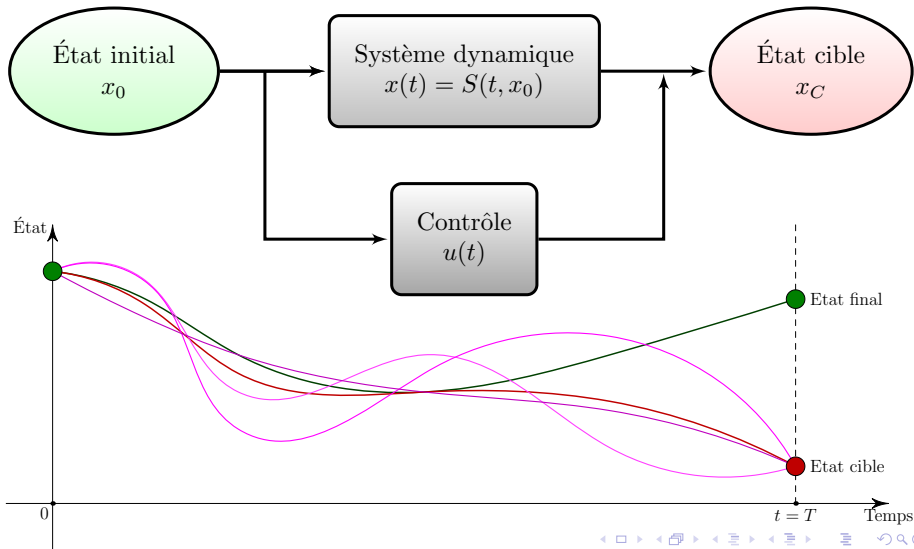 État initial
$x_0$
Système dynamique
$x(t) = S(t, x_0)$
État cible
$x_C$
Contrôle
$u(t)$
État
Etat final
Etat cible
0
$t = T$
Temps